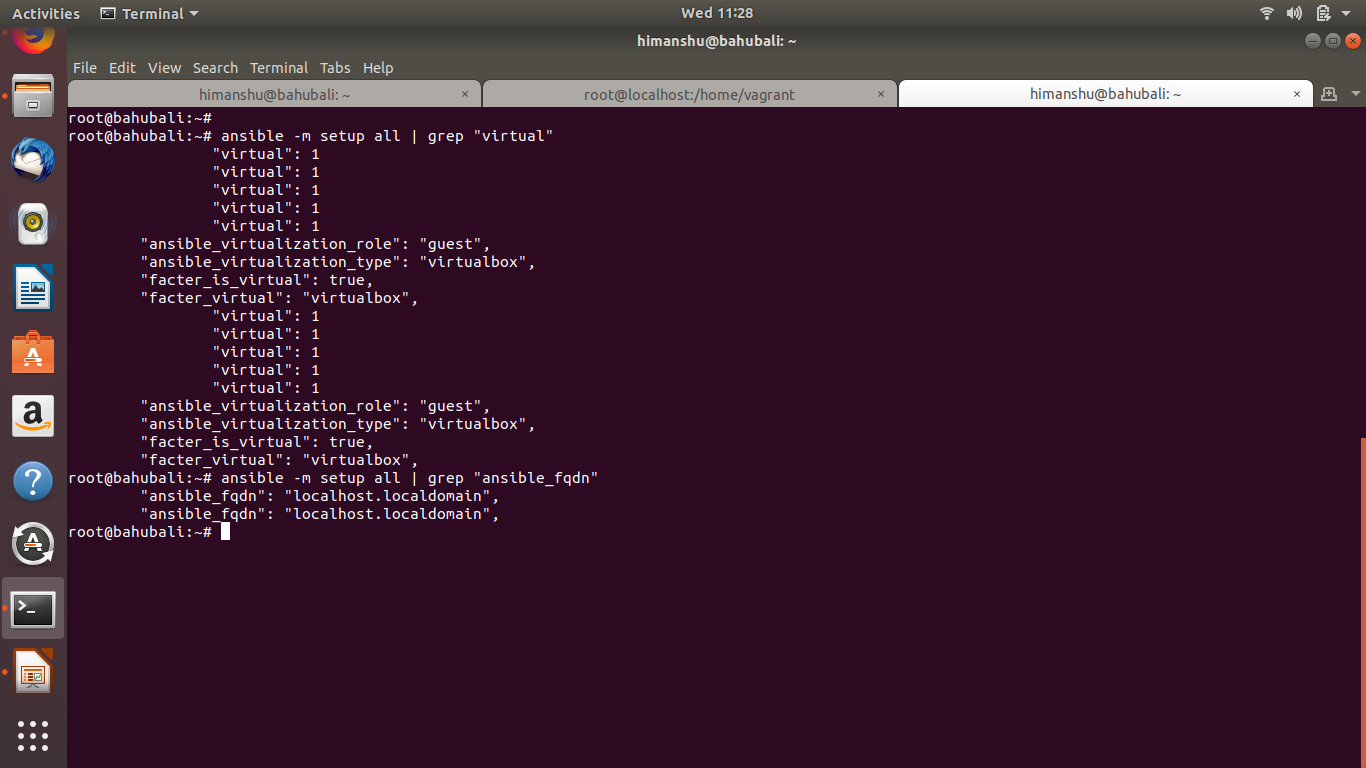 Activities Terminal Wed 11:28
himanshu@bahubali: ~
File Edit View Search Terminal Tabs Help
himanshu@bahubali: ~ × root@localhost:/home/vagrant × himanshu@bahubali: ~ ×
root@bahubali:~#
root@bahubali:~# ansible -m setup all | grep "virtual"
"virtual": 1
"virtual": 1
"virtual": 1
"virtual": 1
"virtual": 1
"ansible_virtualization_role": "guest",
"ansible_virtualization_type": "virtualbox",
"facter_is_virtual": true,
"facter_virtual": "virtualbox",
"virtual": 1
"virtual": 1
"virtual": 1
"virtual": 1
"virtual": 1
"ansible_virtualization_role": "guest",
"ansible_virtualization_type": "virtualbox",
"facter_is_virtual": true,
"facter_virtual": "virtualbox",
root@bahubali:~# ansible -m setup all | grep "ansible_fqdn"
"ansible_fqdn": "localhost.localdomain",
"ansible_fqdn": "localhost.localdomain",
root@bahubali:~#